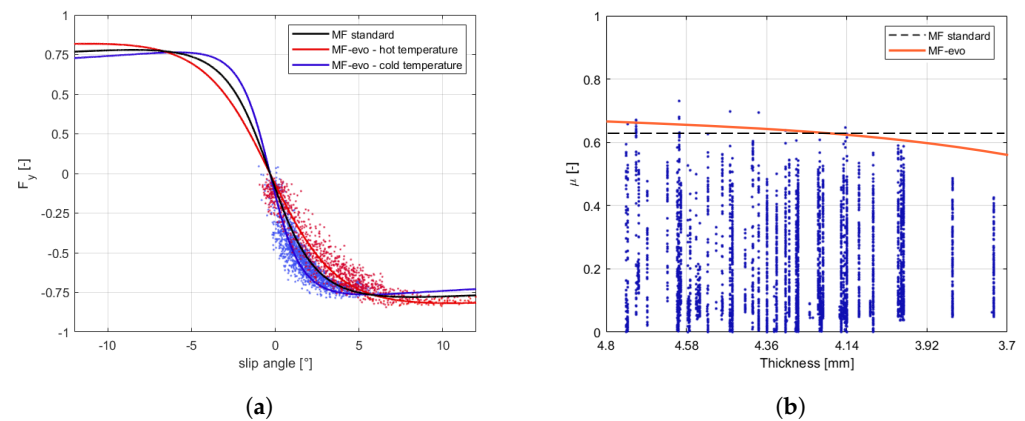 1
0.75
0.5
0.5
0
-0.25
-0.5
-0.75
-1
F_y [-]
-10
-5
0
5
10
slip angle [°]
MF standard
MF-evo - hot temperature
MF-evo - cold temperature
(a)
1
0.8
0.6
0.4
0.2
0
μ [-]
4.8
4.58
4.36
4.14
3.92
3.7
Thickness [mm]
MF standard
MF-evo
(b)